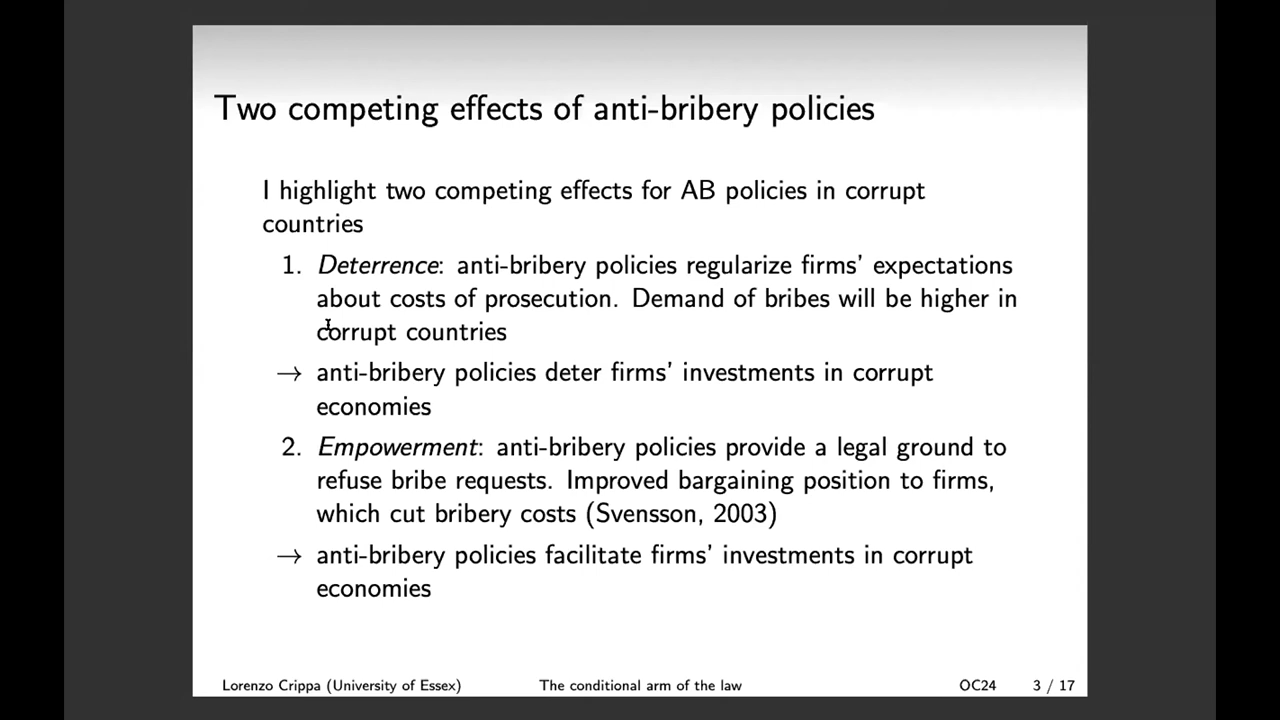 Two competing effects of anti-bribery policies
I highlight two competing effects for AB policies in corrupt
countries
1. Deterrence: anti-bribery policies regularize firms' expectations
about costs of prosecution. Demand of bribes will be higher in
corrupt countries
→ anti-bribery policies deter firms' investments in corrupt
economies
2. Empowerment: anti-bribery policies provide a legal ground to
refuse bribe requests. Improved bargaining position to firms,
which cut bribery costs (Svensson, 2003)
→ anti-bribery policies facilitate firms' investments in corrupt
economies
Lorenzo Crippa (University of Essex) The conditional arm of the law OC24 3 / 17